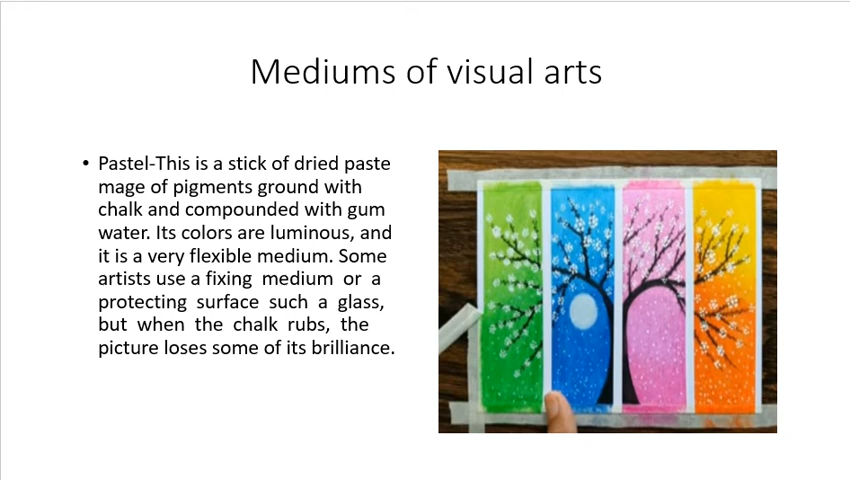 Mediums of visual arts
• Pastel-This is a stick of dried paste
mage of pigments ground with
chalk and compounded with gum
water. Its colors are luminous, and
it is a very flexible medium. Some
artists use a fixing medium or a
protecting surface such a glass,
but when the chalk rubs, the
picture loses some of its brilliance.